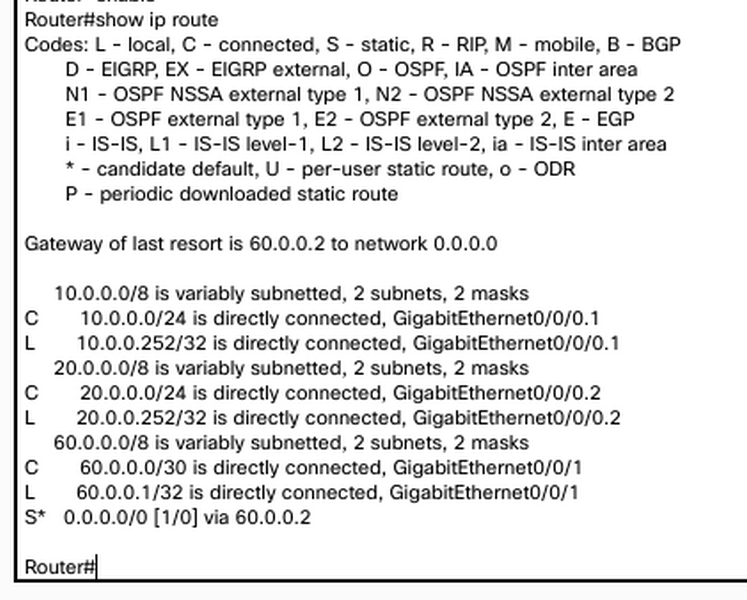 Router#show ip route
Codes: L - local, C - connected, S - static, R - RIP, M - mobile, B - BGP
D - EIGRP, EX - EIGRP external, O - OSPF, IA - OSPF inter area
N1 - OSPF NSSA external type 1, N2 - OSPF NSSA external type 2
E1 - OSPF external type 1, E2 - OSPF external type 2, E - EGP
i - IS-IS, L1 - IS-IS level-1, L2 - IS-IS level-2, ia - IS-IS inter area
* - candidate default, U - per-user static route, o - ODR
P - periodic downloaded static route
Gateway of last resort is 60.0.0.2 to network 0.0.0.0
10.0.0.0/8 is variably subnetted, 2 subnets, 2 masks
C 10.0.0.0/24 is directly connected, GigabitEthernet0/0/0.1
L 10.0.0.252/32 is directly connected, GigabitEthernet0/0/0.1
20.0.0.0/8 is variably subnetted, 2 subnets, 2 masks
C 20.0.0.0/24 is directly connected, GigabitEthernet0/0/0.2
L 20.0.0.252/32 is directly connected, GigabitEthernet0/0/0.2
60.0.0.0/8 is variably subnetted, 2 subnets, 2 masks
C 60.0.0.0/30 is directly connected, GigabitEthernet0/0/1
L 60.0.0.1/32 is directly connected, GigabitEthernet0/0/1
S* 0.0.0.0/0 [1/0] via 60.0.0.2
Router#